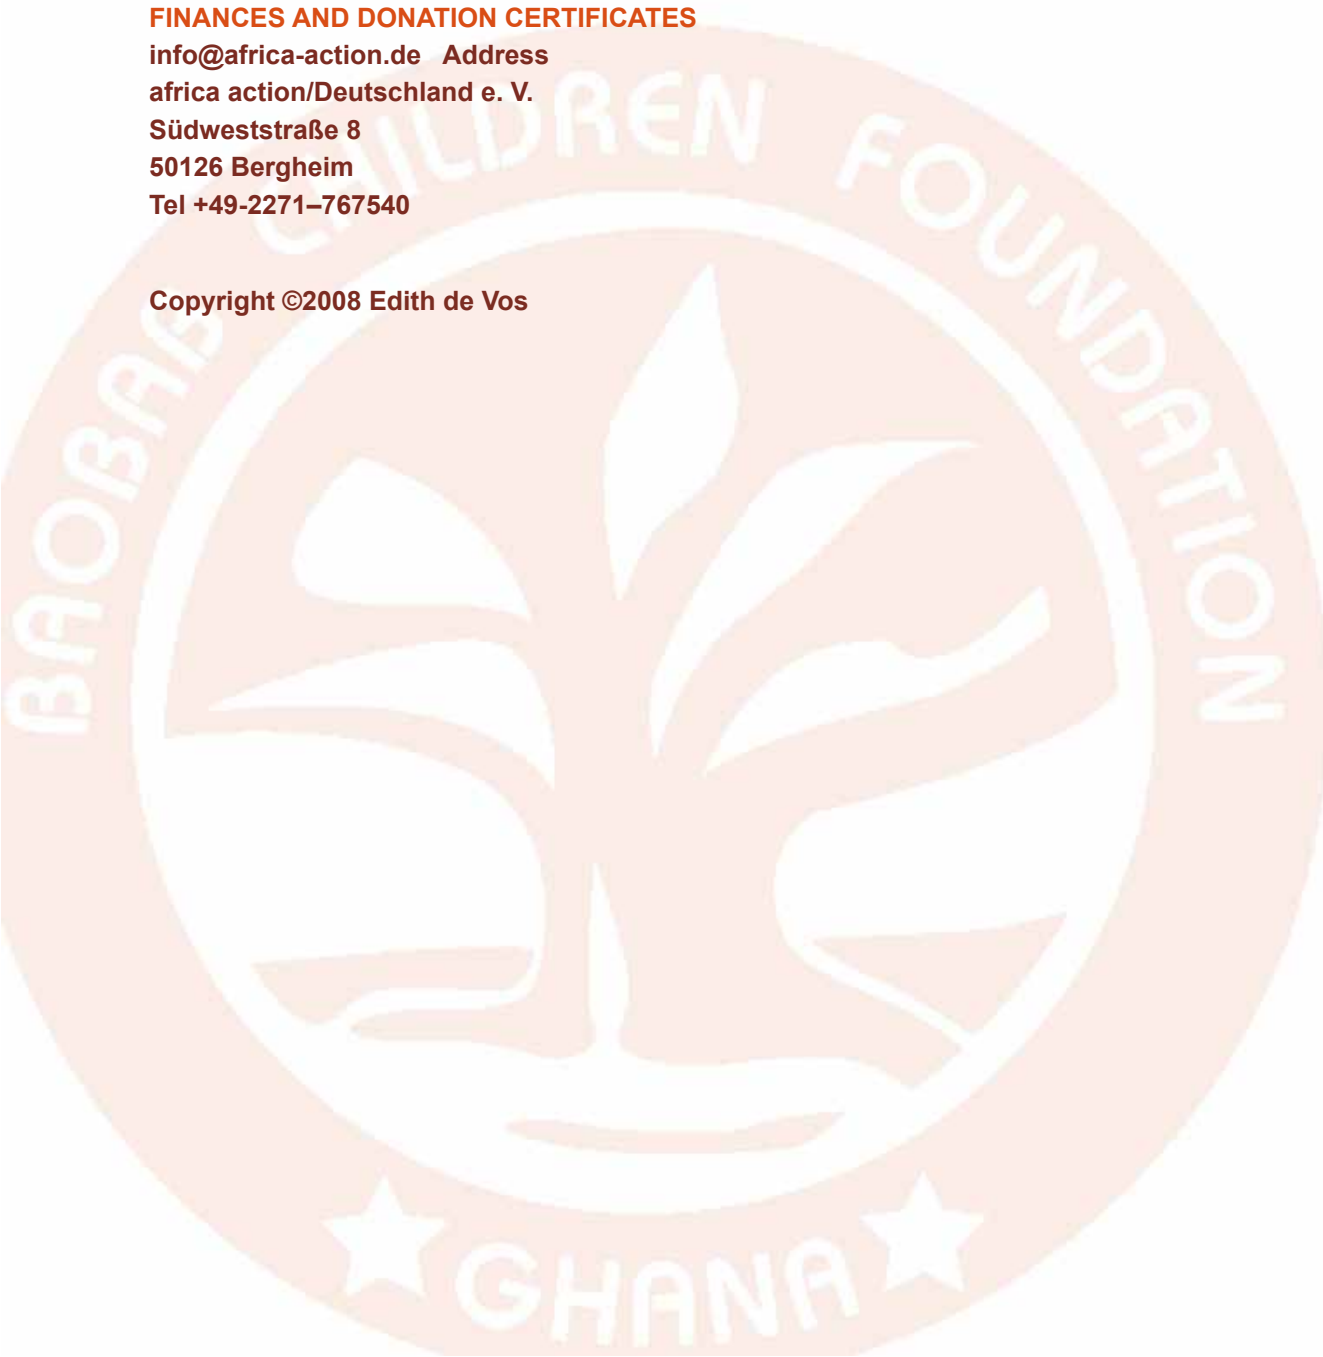 FINANCES AND DONATION CERTIFICATES
info@africa-action.de Address
africa action/Deutschland e. V.
Südweststraße 8
50126 Bergheim
Tel +49-2271–767540
Copyright ©2008 Edith de Vos
BAOBAB CHILDREN FOUNDATION
GHANA